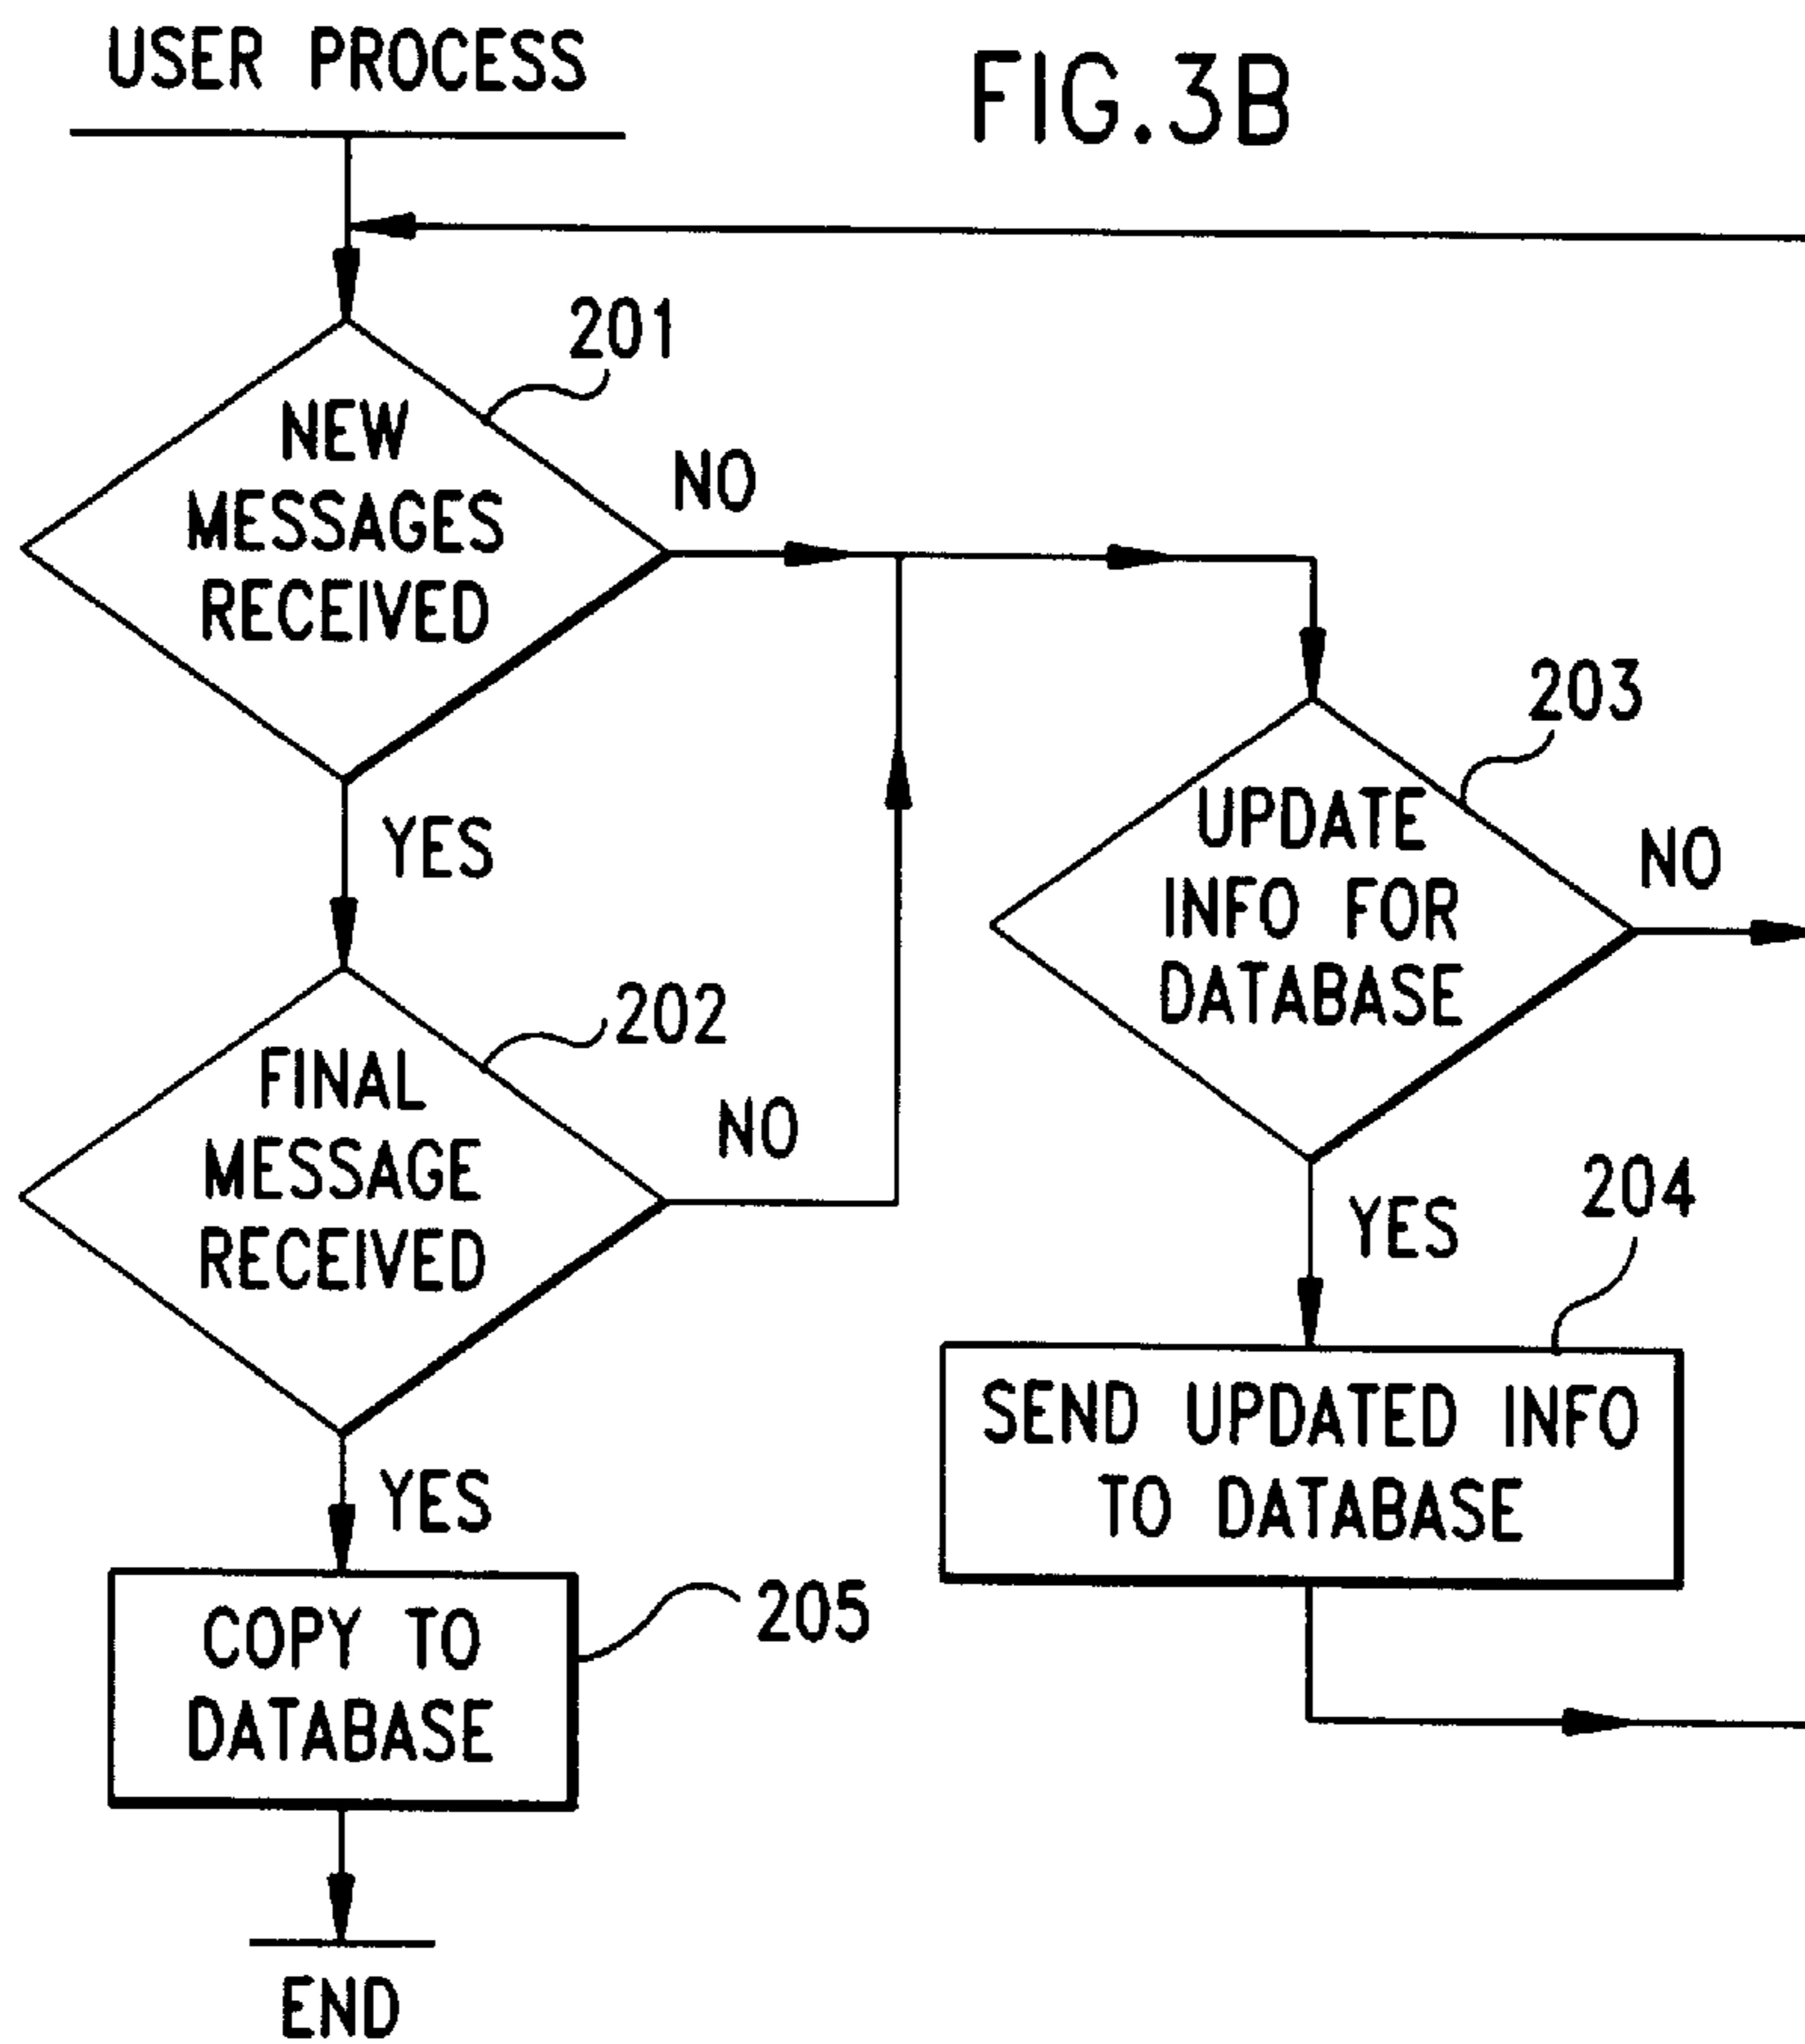 USER PROCESS
FIG.3B
201
NEW
MESSAGES
RECEIVED
NO
YES
203
UPDATE
INFO FOR
DATABASE
NO
202
FINAL
MESSAGE
RECEIVED
NO
YES
204
SEND UPDATED INFO
TO DATABASE
YES
205
COPY TO
DATABASE
END